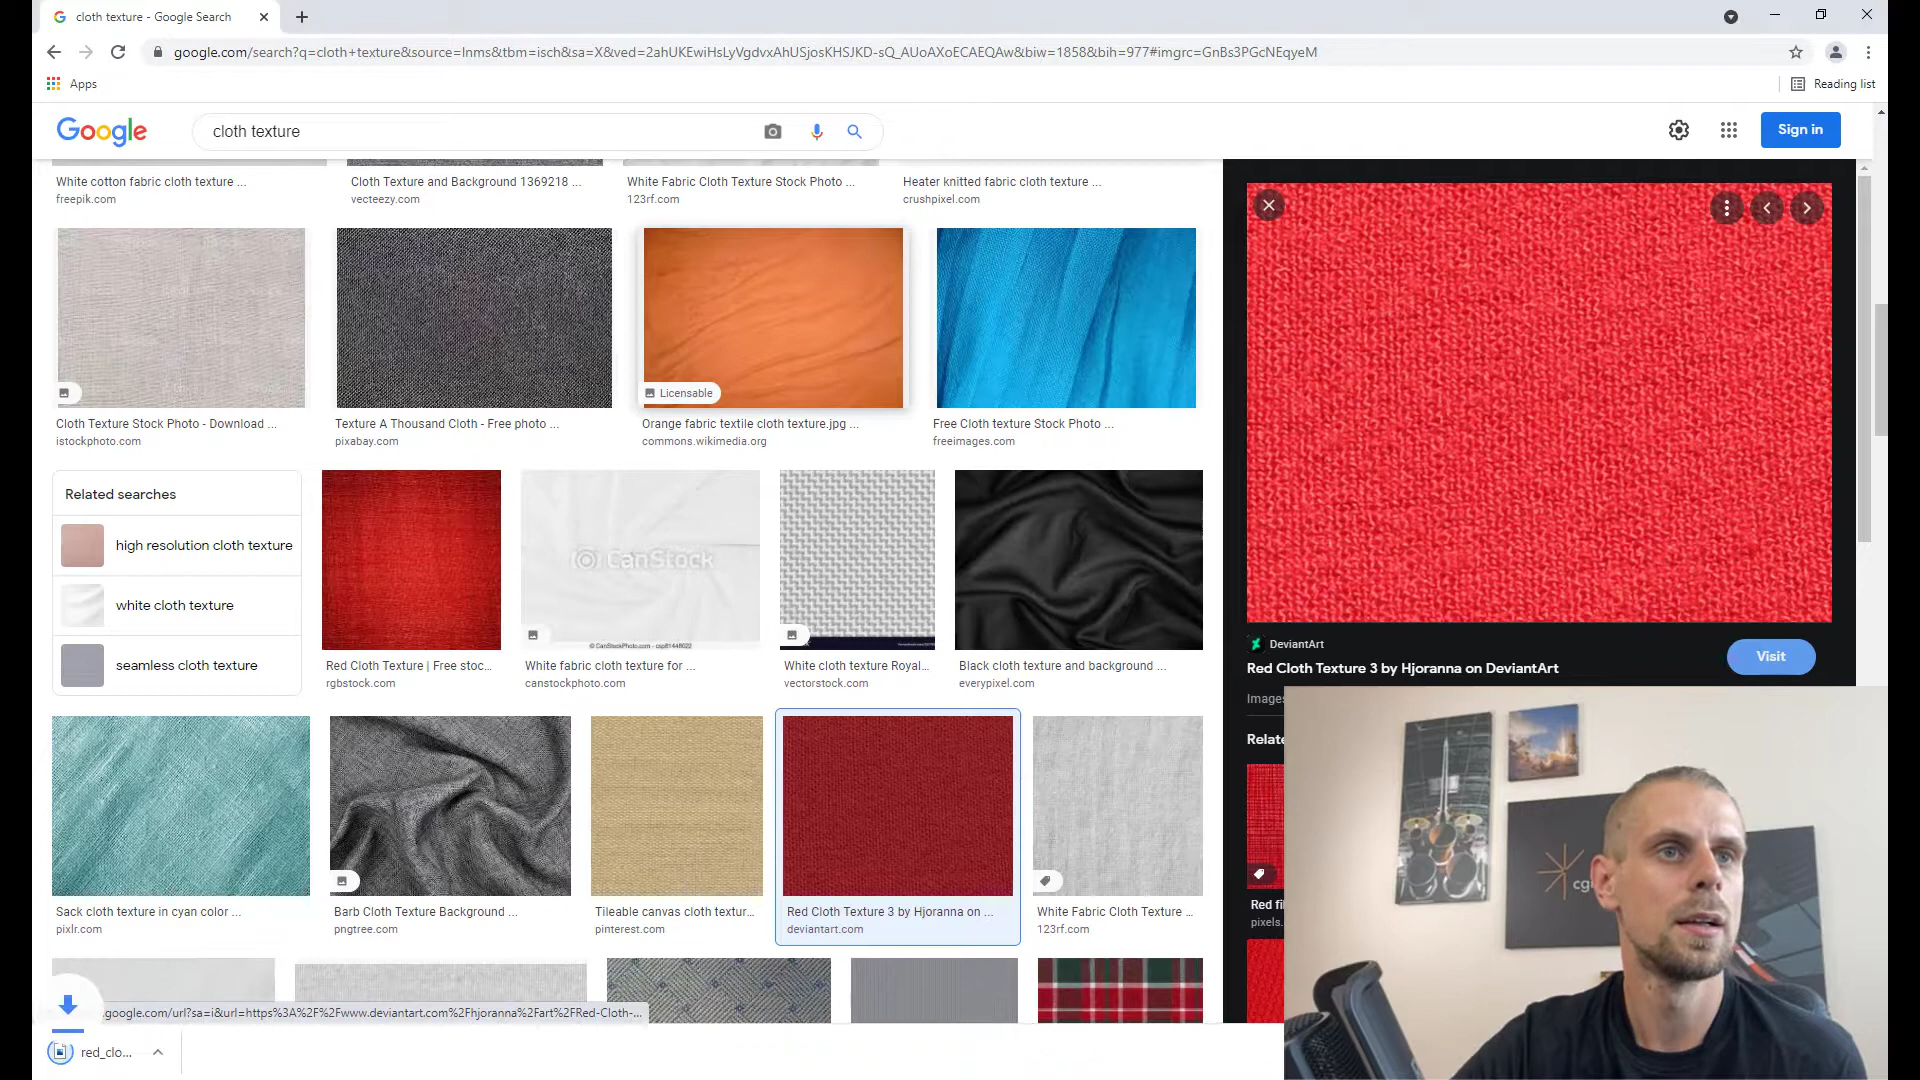 cloth texture - Google Search
google.com/search?q=cloth+texture&source=lnms&tbm=isch&sa=X&ved=2ahUKEwiHsLyVgdvxAhUSjosKHSJKD-sQ_AUoAXoECAEQAw&biw=1858&bih=977#imgrc=GnBs3PGcNEqyeM
Apps
Reading list
Google
cloth texture
Sign in
White cotton fabric cloth texture ...
freepik.com
Cloth Texture and Background 1369218 ...
vecteezy.com
White Fabric Cloth Texture Stock Photo ...
123rf.com
Heater knitted fabric cloth texture ...
crushpixel.com
Licensable
Cloth Texture Stock Photo - Download ...
istockphoto.com
Texture A Thousand Cloth - Free photo ...
pixabay.com
Orange fabric textile cloth texture.jpg ...
commons.wikimedia.org
Free Cloth texture Stock Photo ...
freeimages.com
Related searches
high resolution cloth texture
white cloth texture
seamless cloth texture
CanStock
Red Cloth Texture | Free stoc...
rgbstock.com
White fabric cloth texture for ...
canstockphoto.com
White cloth texture Royal...
vectorstock.com
Black cloth texture and background ...
everypixel.com
Sack cloth texture in cyan color ...
pixlr.com
Barb Cloth Texture Background ...
pngtree.com
Tileable canvas cloth textur...
pinterest.com
Red Cloth Texture 3 by Hjoranna on ...
deviantart.com
White Fabric Cloth Texture ...
123rf.com
DeviantArt
Red Cloth Texture 3 by Hjoranna on DeviantArt
Visit
Images
Relate
Red fi
pixels.
cg
.google.com/url?sa=i&url=https%3A%2F%2Fwww.deviantart.com%2Fhjoranna%2Fart%2FRed-Cloth-...
red_clo...